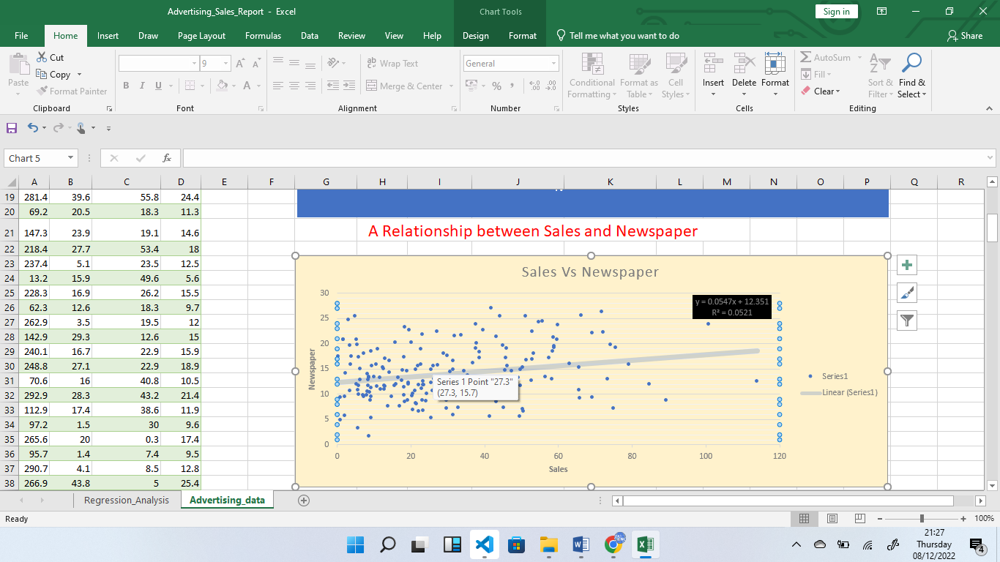 Advertising_Sales_Report - Excel
Chart Tools
Sign in
File Home Insert Draw Page Layout Formulas Data Review View Help Design Format Tell me what you want to do Share
Paste
Cut
Copy
Format Painter
Clipboard
9
B I U
Font
Wrap Text
Merge & Center
Alignment
General
Number
Conditional Formatting
Format as Table
Cell Styles
Styles
Insert Delete Format
Cells
AutoSum
Fill
Clear
Sort & Filter
Find & Select
Editing
Chart 5
fx
A B C D E F G H I J K L M N O P Q R
19 281.4 39.6 55.8 24.4
20 69.2 20.5 18.3 11.3
21 147.3 23.9 19.1 14.6
22 218.4 27.7 53.4 18
23 237.4 5.1 23.5 12.5
24 13.2 15.9 49.6 5.6
25 228.3 16.9 26.2 15.5
26 62.3 12.6 18.3 9.7
27 262.9 3.5 19.5 12
28 142.9 29.3 12.6 15
29 240.1 16.7 22.9 15.9
30 248.8 27.1 22.9 18.9
31 70.6 16 40.8 10.5
32 292.9 28.3 43.2 21.4
33 112.9 17.4 38.6 11.9
34 97.2 1.5 30 9.6
35 265.6 20 0.3 17.4
36 95.7 1.4 7.4 9.5
37 290.7 4.1 8.5 12.8
38 266.9 43.8 5 25.4
A Relationship between Sales and Newspaper
Sales Vs Newspaper
y = 0.0547x + 12.351
R² = 0.0521
30
25
20
15
10
5
0
Newspaper
Series 1 Point "27.3"
(27.3, 15.7)
Series1
Linear (Series1)
0 20 40 60 80 100 120
Sales
Regression_Analysis Advertising_data
Ready
100%
21:27
Thursday
08/12/2022
4